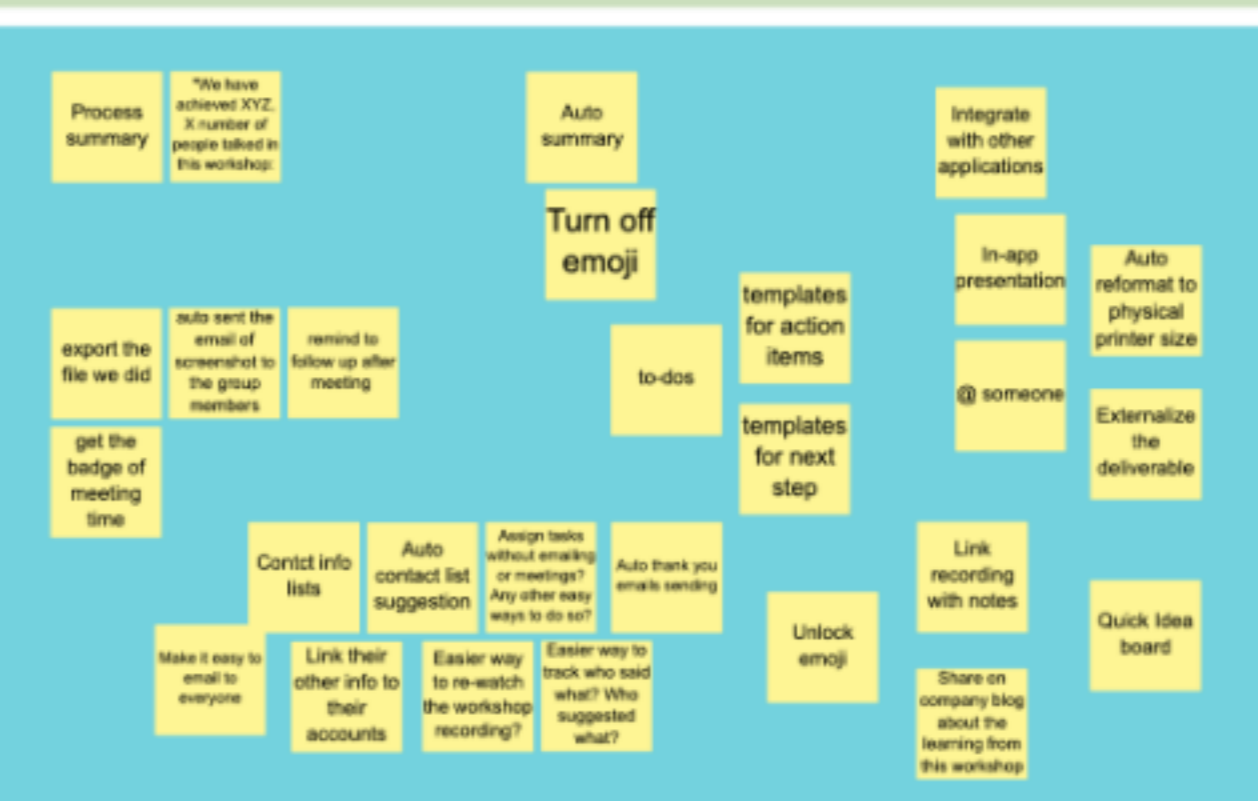 Process
summary
"We have
achieved XYZ.
X number of
people talked in
this workshop:
Auto
summary
Integrate
with other
applications
Turn off
emoji
In-app
presentation
Auto
reformat to
physical
printer size
templates
for action
items
export the
file we did
auto sent the
email of
screenshot to
the group
members
remind to
follow up after
meeting
to-dos
@ someone
Externalize
the
deliverable
templates
for next
step
get the
badge of
meeting
time
Contct info
lists
Auto
contact list
suggestion
Assign tasks
without emailing
or meetings?
Any other easy
ways to do so?
Auto thank you
emails sending
Link
recording
with notes
Unlock
emoji
Quick Idea
board
Make it easy to
email to
everyone
Link their
other info to
their
accounts
Easier way
to re-watch
the workshop
recording?
Easier way to
track who said
what? Who
suggested
what?
Share on
company blog
about the
learning from
this workshop